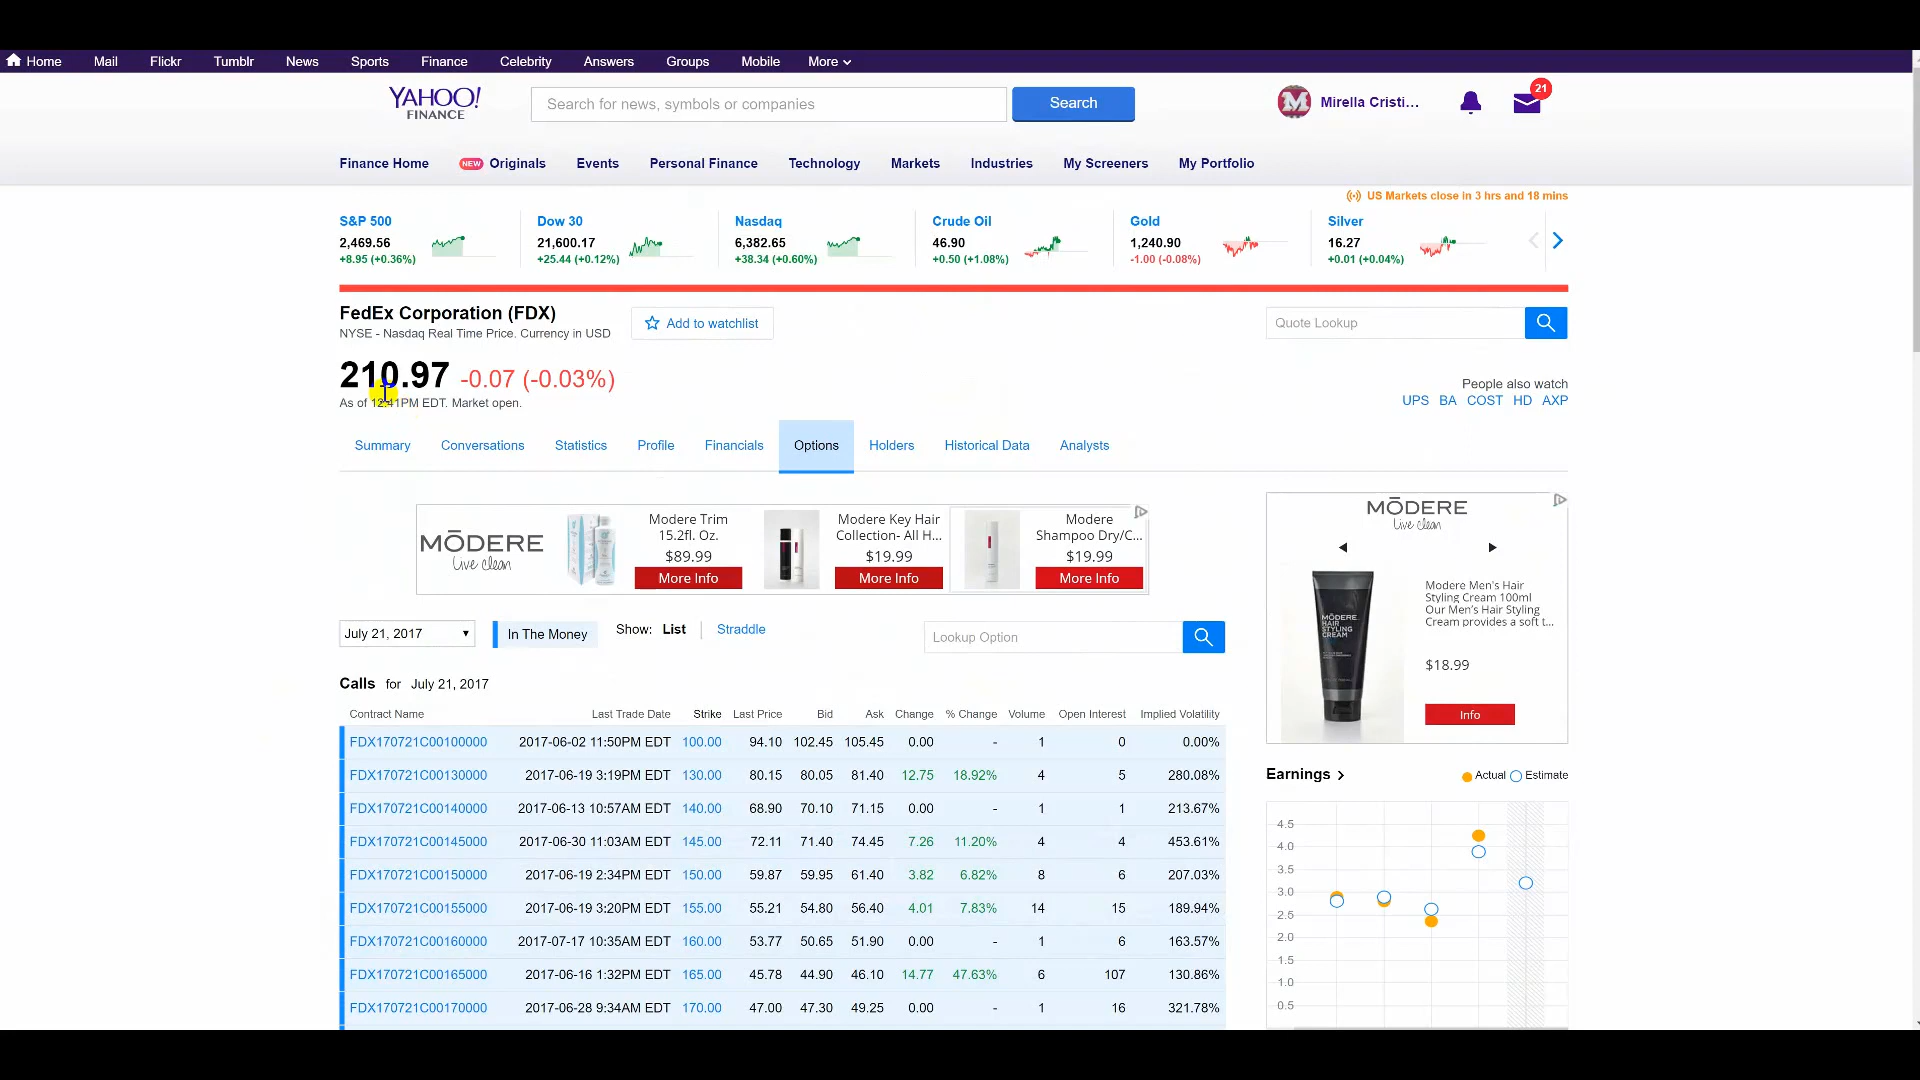 Home Mail Flickr Tumblr News Sports Finance Celebrity Answers Groups Mobile More
YAHOO! FINANCE
Search for news, symbols or companies
Search
M
Mirella Cristi...
21
Finance Home NEW Originals Events Personal Finance Technology Markets Industries My Screeners My Portfolio
US Markets close in 3 hrs and 18 mins
S&P 500 Dow 30 Nasdaq Crude Oil Gold Silver
2,469.56 21,600.17 6,382.65 46.90 1,240.90 16.27
+8.95 (+0.36%) +25.44 (+0.12%) +38.34 (+0.60%) +0.50 (+1.08%) -1.00 (-0.08%) +0.01 (+0.04%)
FedEx Corporation (FDX)
NYSE - Nasdaq Real Time Price. Currency in USD
Add to watchlist
Quote Lookup
210.97 -0.07 (-0.03%)
As of 12:41PM EDT. Market open.
People also watch
UPS BA COST HD AXP
Summary Conversations Statistics Profile Financials Options Holders Historical Data Analysts
MŌDERE
Live clean
Modere Trim
15.2fl. Oz.
$89.99
More Info
Modere Key Hair
Collection- All H...
$19.99
More Info
Modere
Shampoo Dry/C...
$19.99
More Info
MŌDERE
Live clean
MŌDERE
HAIR
STYLING
CREAM
Modere Men's Hair
Styling Cream 100ml
Our Men's Hair Styling
Cream provides a soft t...
$18.99
Info
July 21, 2017
In The Money
Show: List Straddle
Lookup Option
Calls for July 21, 2017
Contract Name Last Trade Date Strike Last Price Bid Ask Change % Change Volume Open Interest Implied Volatility
FDX170721C00100000 2017-06-02 11:50PM EDT 100.00 94.10 102.45 105.45 0.00 - 1 0 0.00%
FDX170721C00130000 2017-06-19 3:19PM EDT 130.00 80.15 80.05 81.40 12.75 18.92% 4 5 280.08%
FDX170721C00140000 2017-06-13 10:57AM EDT 140.00 68.90 70.10 71.15 0.00 - 1 1 213.67%
FDX170721C00145000 2017-06-30 11:03AM EDT 145.00 72.11 71.40 74.45 7.26 11.20% 4 4 453.61%
FDX170721C00150000 2017-06-19 2:34PM EDT 150.00 59.87 59.95 61.40 3.82 6.82% 8 6 207.03%
FDX170721C00155000 2017-06-19 3:20PM EDT 155.00 55.21 54.80 56.40 4.01 7.83% 14 15 189.94%
FDX170721C00160000 2017-07-17 10:35AM EDT 160.00 53.77 50.65 51.90 0.00 - 1 6 163.57%
FDX170721C00165000 2017-06-16 1:32PM EDT 165.00 45.78 44.90 46.10 14.77 47.63% 6 107 130.86%
FDX170721C00170000 2017-06-28 9:34AM EDT 170.00 47.00 47.30 49.25 0.00 - 1 16 321.78%
Earnings
Actual Estimate
4.5
4.0
3.5
3.0
2.5
2.0
1.5
1.0
0.5